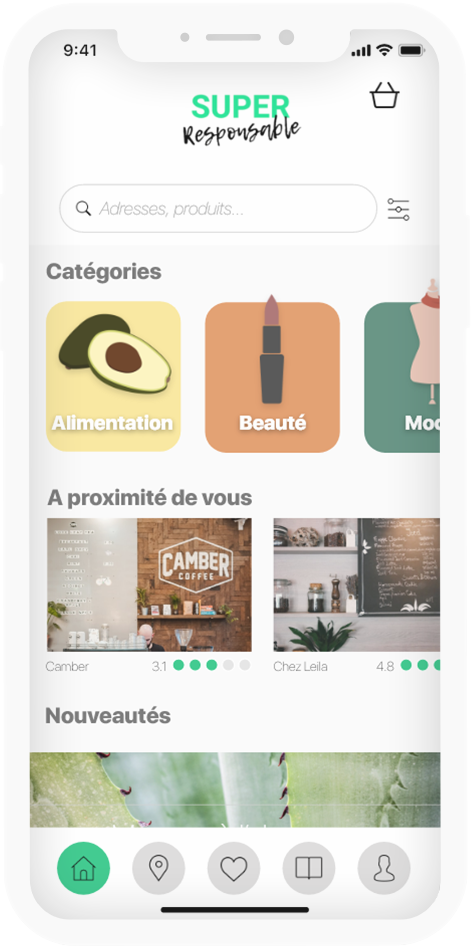 9:41
SUPER
Responsable
Adresses, produits...
Catégories
Alimentation
Beauté
A proximité de vous
CAMBER
COFFEE
Camber
3.1
Chez Leila
4.8
Nouveautés